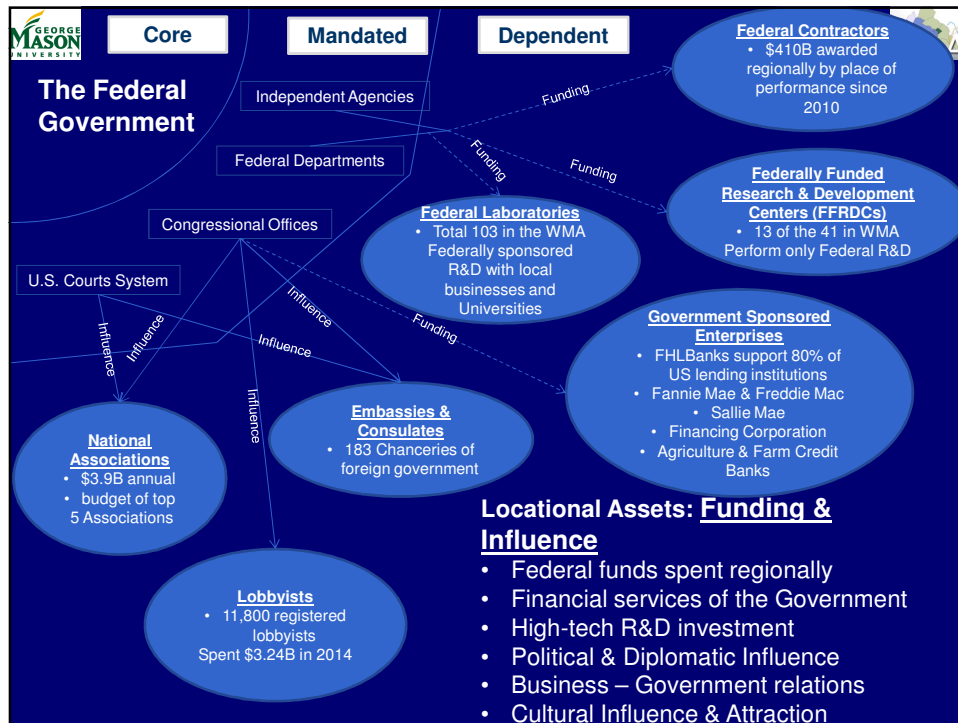 GEORGE
MASON
UNIVERSITY
Core
Mandated
Dependent
The Federal
Government
Independent Agencies
Federal Departments
Congressional Offices
U.S. Courts System
Funding
Funding
Funding
Funding
Influence
Influence
Influence
Influence
Influence
Federal Contractors
• $410B awarded
regionally by place of
performance since
2010
Federally Funded
Research & Development
Centers (FFRDCs)
• 13 of the 41 in WMA
Perform only Federal R&D
Federal Laboratories
• Total 103 in the WMA
Federally sponsored
R&D with local
businesses and
Universities
Government Sponsored
Enterprises
• FHLBanks support 80% of
US lending institutions
• Fannie Mae & Freddie Mac
• Sallie Mae
• Financing Corporation
• Agriculture & Farm Credit
Banks
Embassies &
Consulates
• 183 Chanceries of
foreign government
National
Associations
• $3.9B annual
• budget of top
5 Associations
Lobbyists
• 11,800 registered
lobbyists
Spent $3.24B in 2014
Locational Assets: Funding &
Influence
• Federal funds spent regionally
• Financial services of the Government
• High-tech R&D investment
• Political & Diplomatic Influence
• Business – Government relations
• Cultural Influence & Attraction